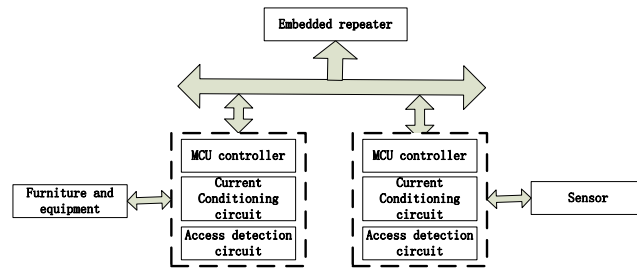 Embedded repeater
MCU controller
Current
Conditioning
circuit
Access detection
circuit
MCU controller
Current
Conditioning
circuit
Access detection
circuit
Furniture and
equipment
Sensor